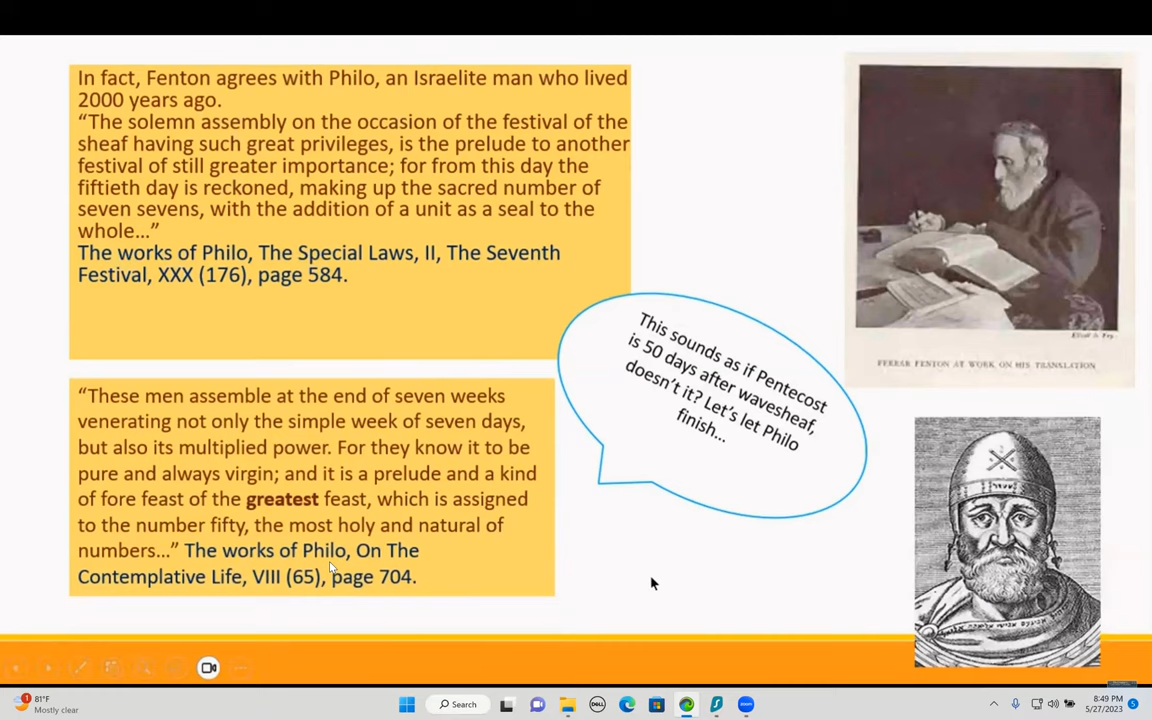 In fact, Fenton agrees with Philo, an Israelite man who lived
2000 years ago.
“The solemn assembly on the occasion of the festival of the
sheaf having such great privileges, is the prelude to another
festival of still greater importance; for from this day the
fiftieth day is reckoned, making up the sacred number of
seven sevens, with the addition of a unit as a seal to the
whole…”
The works of Philo, The Special Laws, II, The Seventh
Festival, XXX (176), page 584.
This sounds as if Pentecost
is 50 days after wavesheaf,
doesn’t it? Let’s let Philo
finish…
“These men assemble at the end of seven weeks
venerating not only the simple week of seven days,
but also its multiplied power. For they know it to be
pure and always virgin; and it is a prelude and a kind
of fore feast of the greatest feast, which is assigned
to the number fifty, the most holy and natural of
numbers…” The works of Philo, On The
Contemplative Life, VIII (65), page 704.
FERRAR FENTON AT WORK ON HIS TRANSLATION
81°F
Mostly clear
Search
DELL
zoom
8:49 PM
5/27/2023